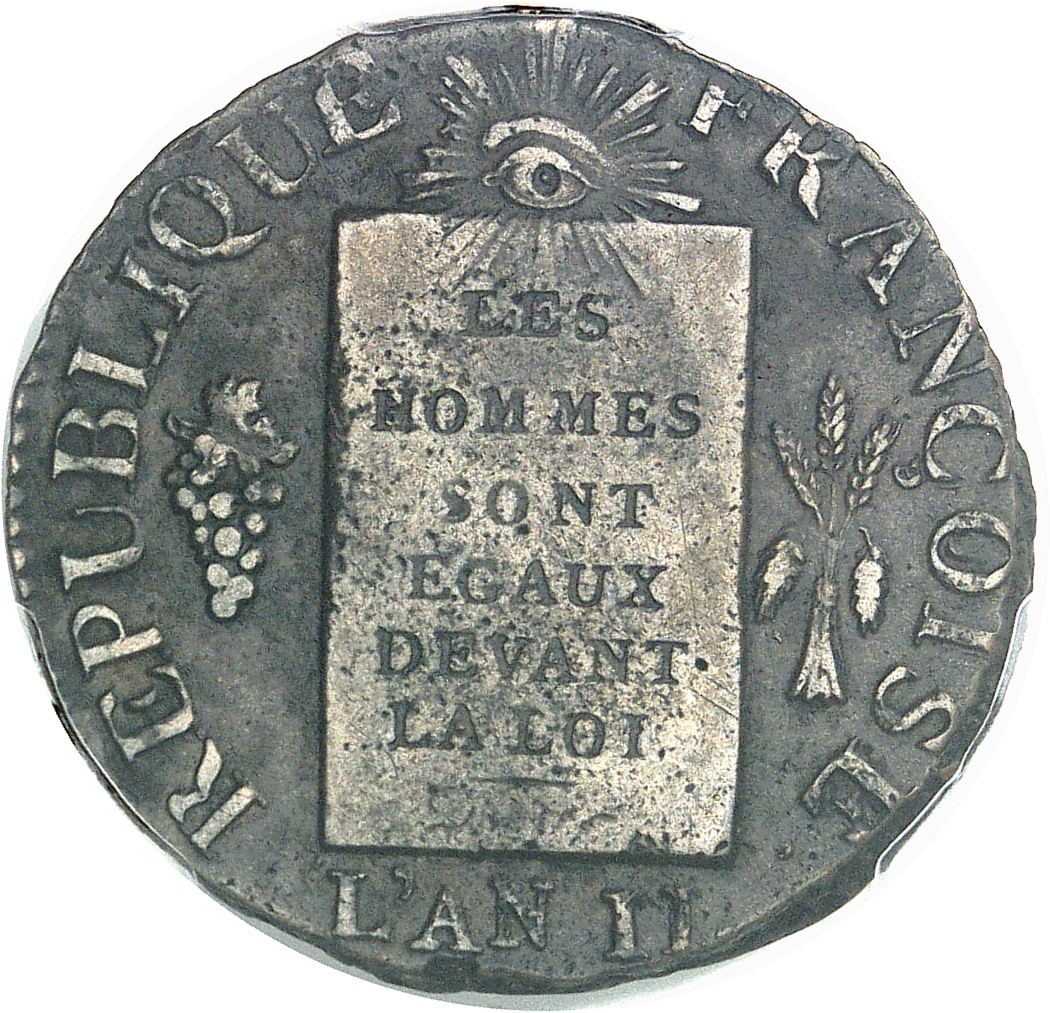 REPUBLIQUE FRANÇOISE
LES
HOMMES
SONT
EGAUX
DEVANT
LA LOI.
L'AN II.